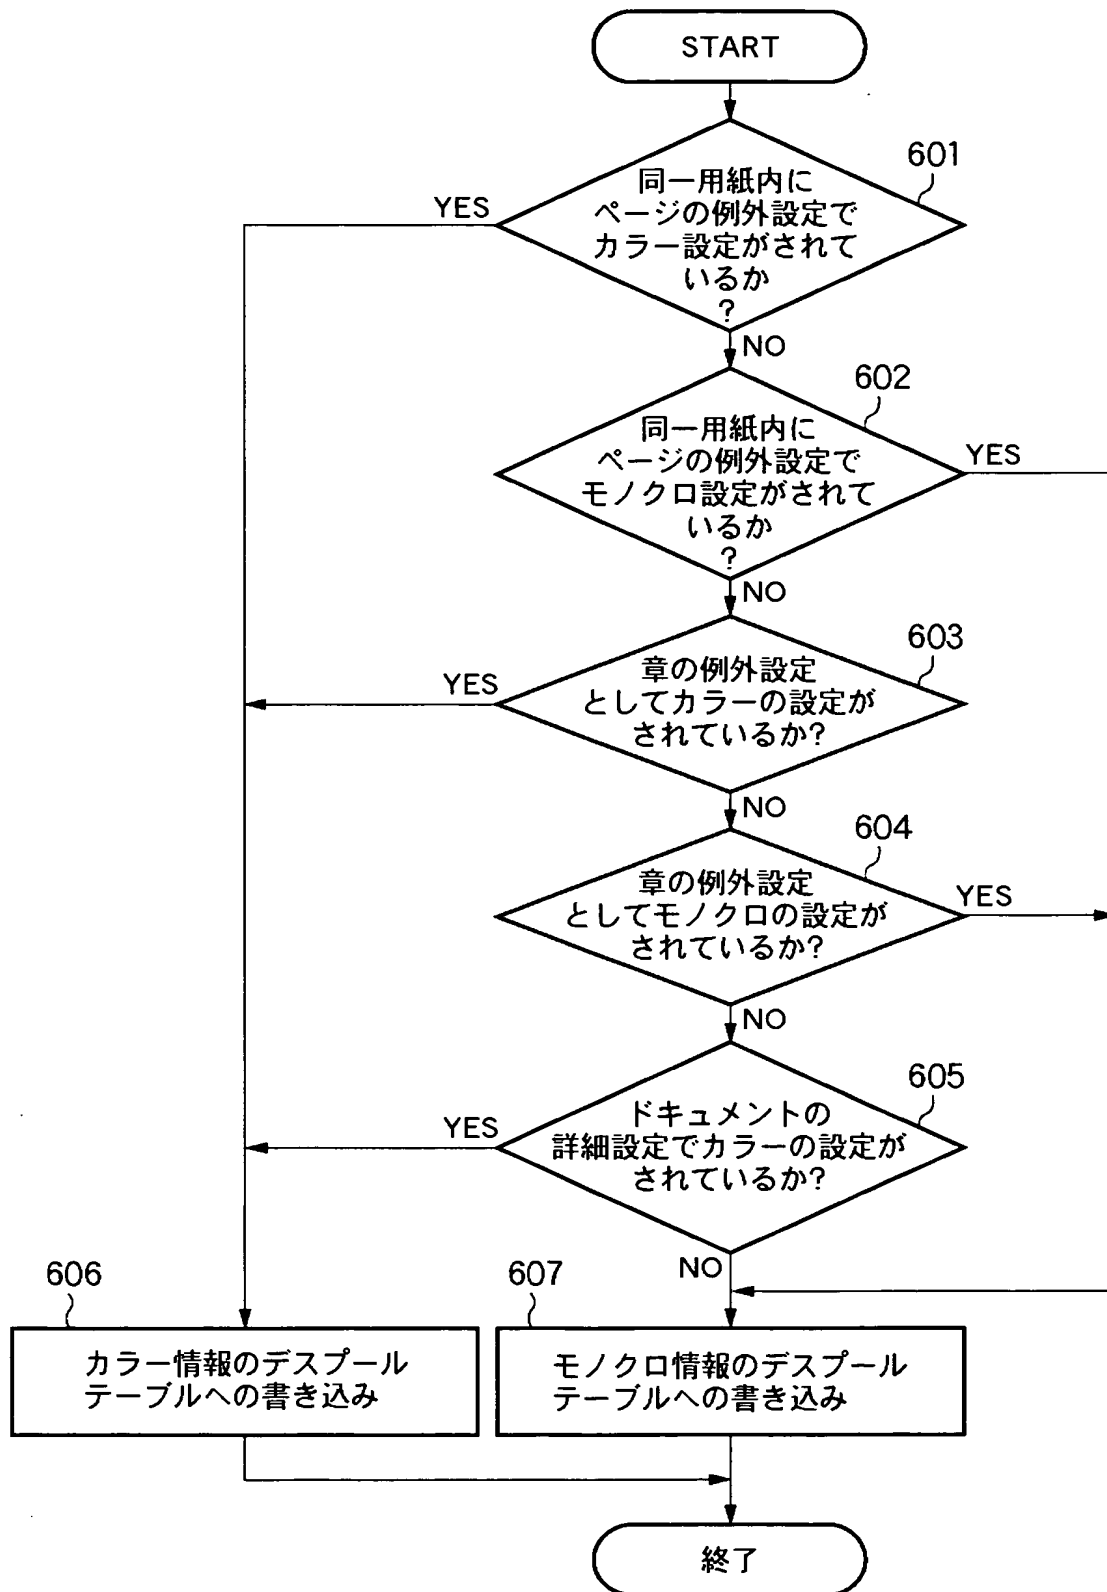 START
601
同一用紙内に
ページの例外設定で
カラー設定がされて
いるか
?
YES
NO
602
同一用紙内に
ページの例外設定で
モノクロ設定がされて
いるか
?
YES
NO
603
章の例外設定
としてカラーの設定が
されているか?
YES
NO
604
章の例外設定
としてモノクロの設定が
されているか?
YES
NO
605
ドキュメントの
詳細設定でカラーの設定が
されているか?
YES
NO
606
カラー情報のデスプール
テーブルへの書き込み
607
モノクロ情報のデスプール
テーブルへの書き込み
終了